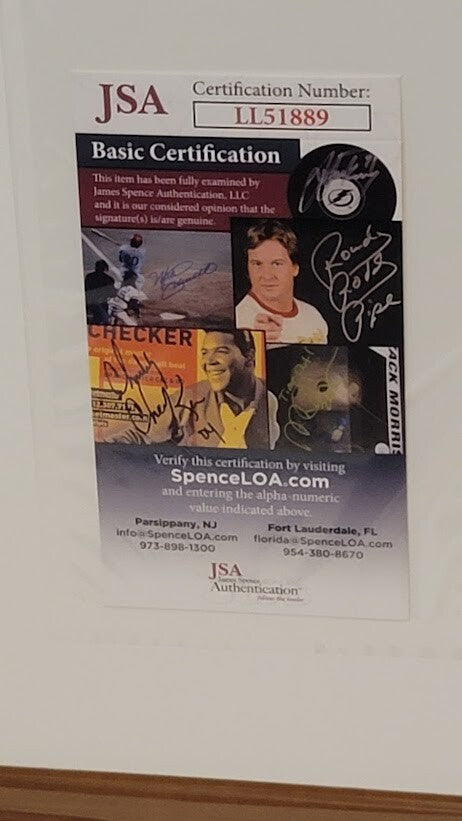 JSA
Certification Number:
LL51889
Basic Certification
This item has been fully examined by
James Spence Authentication, LLC
and it is our considered opinion that the
signature(s) is/are genuine.
Rowdy
Roddy
Pipe
CHECKER
ACK MORRIS
Verify this certification by visiting
SpenceLOA.com
and entering the alpha-numeric
value indicated above.
Parsippany, NJ
info@SpenceLOA.com
973-898-1300
Fort Lauderdale, FL
florida@SpenceLOA.com
954-380-8670
JSA
James Spence
Authentication